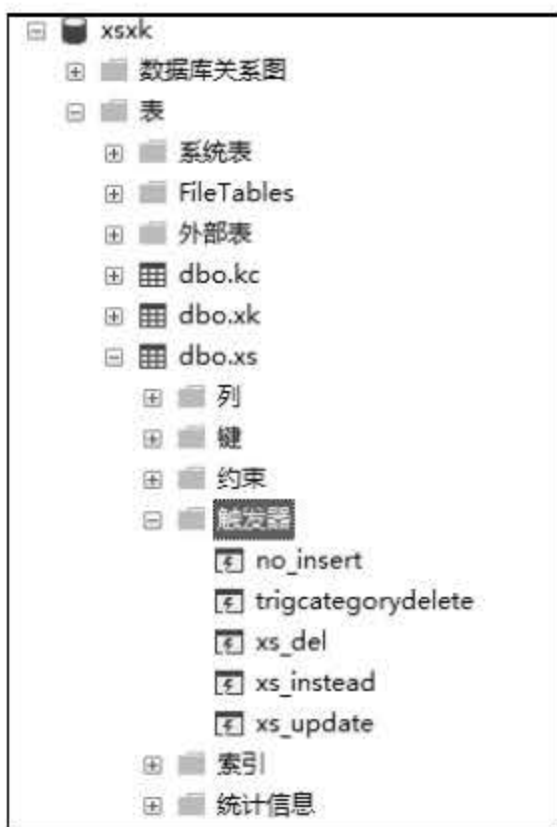 xsxk
数据库关系图
表
系统表
FileTables
外部表
dbo.kc
dbo.xk
dbo.xs
列
键
约束
触发器
no_insert
trigcategorydelete
xs_del
xs_instead
xs_update
索引
统计信息